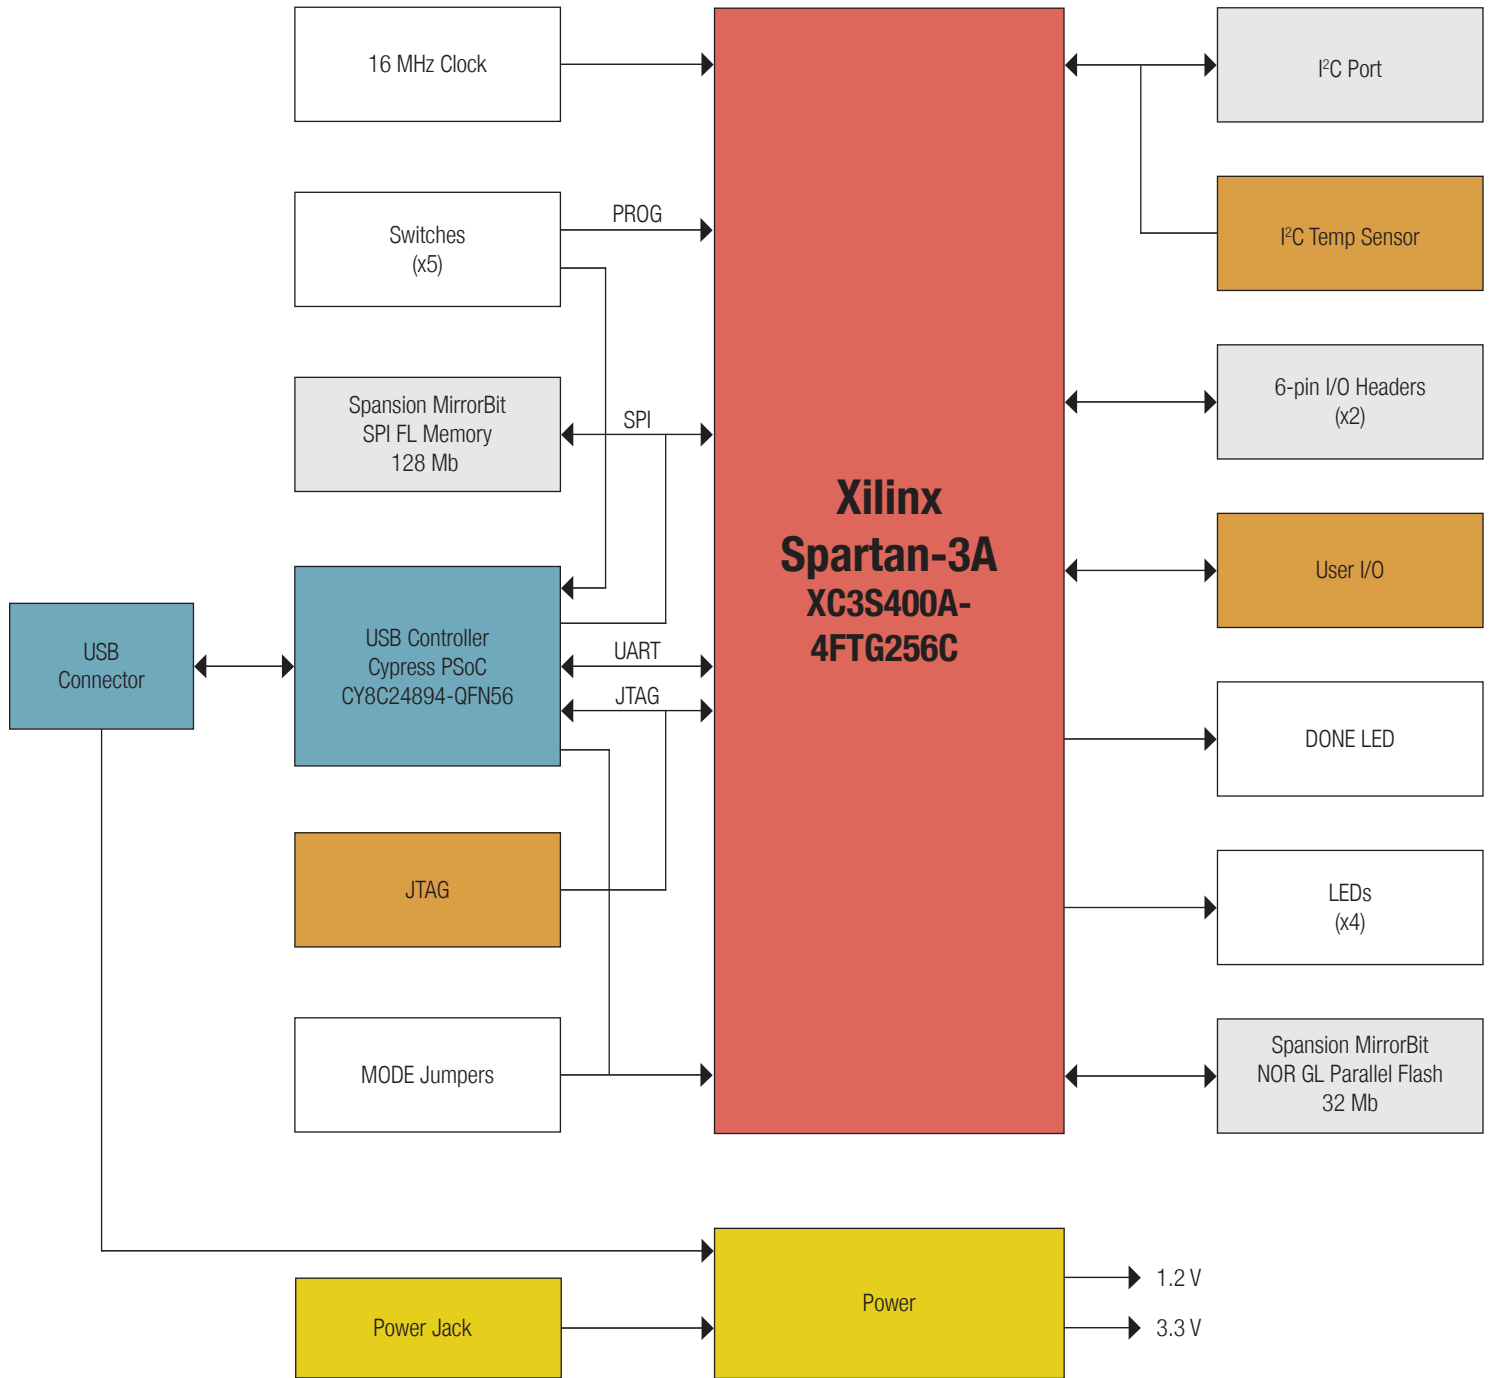 16 MHz Clock
Switches
(x5)
PROG
Spansion MirrorBit
SPI FL Memory
128 Mb
SPI
USB
Connector
USB Controller
Cypress PSoC
CY8C24894-QFN56
UART
JTAG
JTAG
MODE Jumpers
Xilinx
Spartan-3A
XC3S400A-
4FTG256C
I²C Port
I²C Temp Sensor
6-pin I/O Headers
(x2)
User I/O
DONE LED
LEDs
(x4)
Spansion MirrorBit
NOR GL Parallel Flash
32 Mb
Power Jack
Power
1.2 V
3.3 V